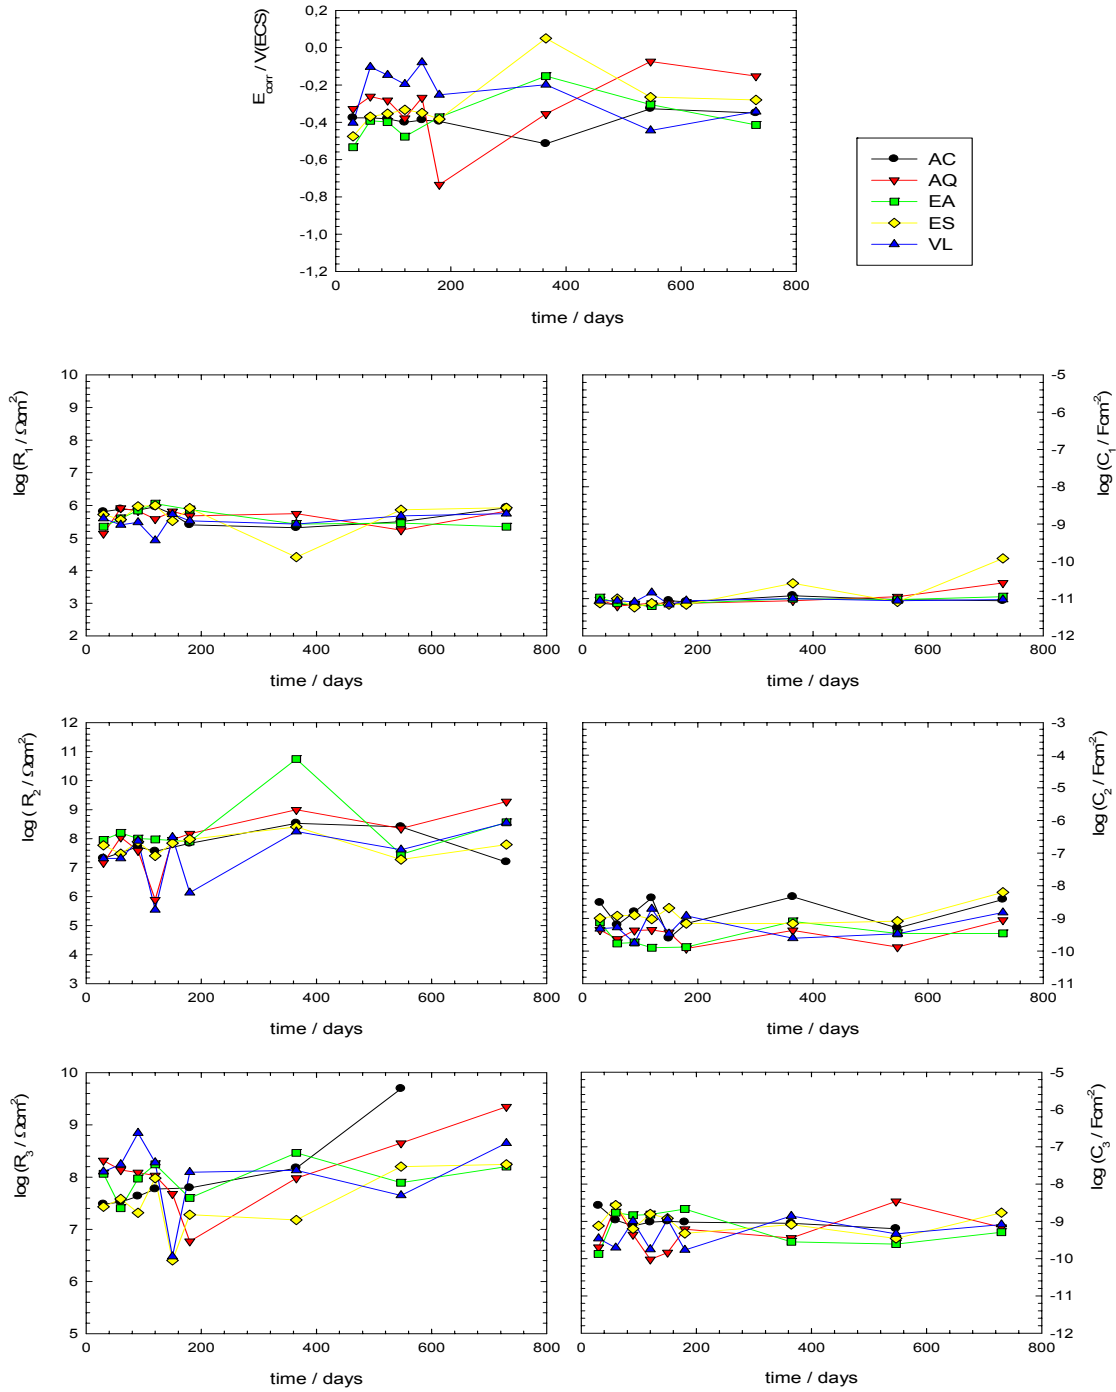 E_corr / V(ECS)
0,2
0,0
-0,2
-0,4
-0,6
-0,8
-1,0
-1,2
0 200 400 600 800
time / days
AC
AQ
EA
ES
VL
log (R_1 / Ωcm²)
10
9
8
7
6
5
4
3
2
0 200 400 600 800
time / days
log (C_1 / Fcm⁻²)
-5
-6
-7
-8
-9
-10
-11
-12
0 200 400 600 800
time / days
log (R_2 / Ωcm²)
12
11
10
9
8
7
6
5
4
3
0 200 400 600 800
time / days
log (C_2 / Fcm⁻²)
-3
-4
-5
-6
-7
-8
-9
-10
-11
0 200 400 600 800
time / days
log (R_3 / Ωcm²)
10
9
8
7
6
5
0 200 400 600 800
time / days
log (C_3 / Fcm⁻²)
-5
-6
-7
-8
-9
-10
-11
-12
0 200 400 600 800
time / days